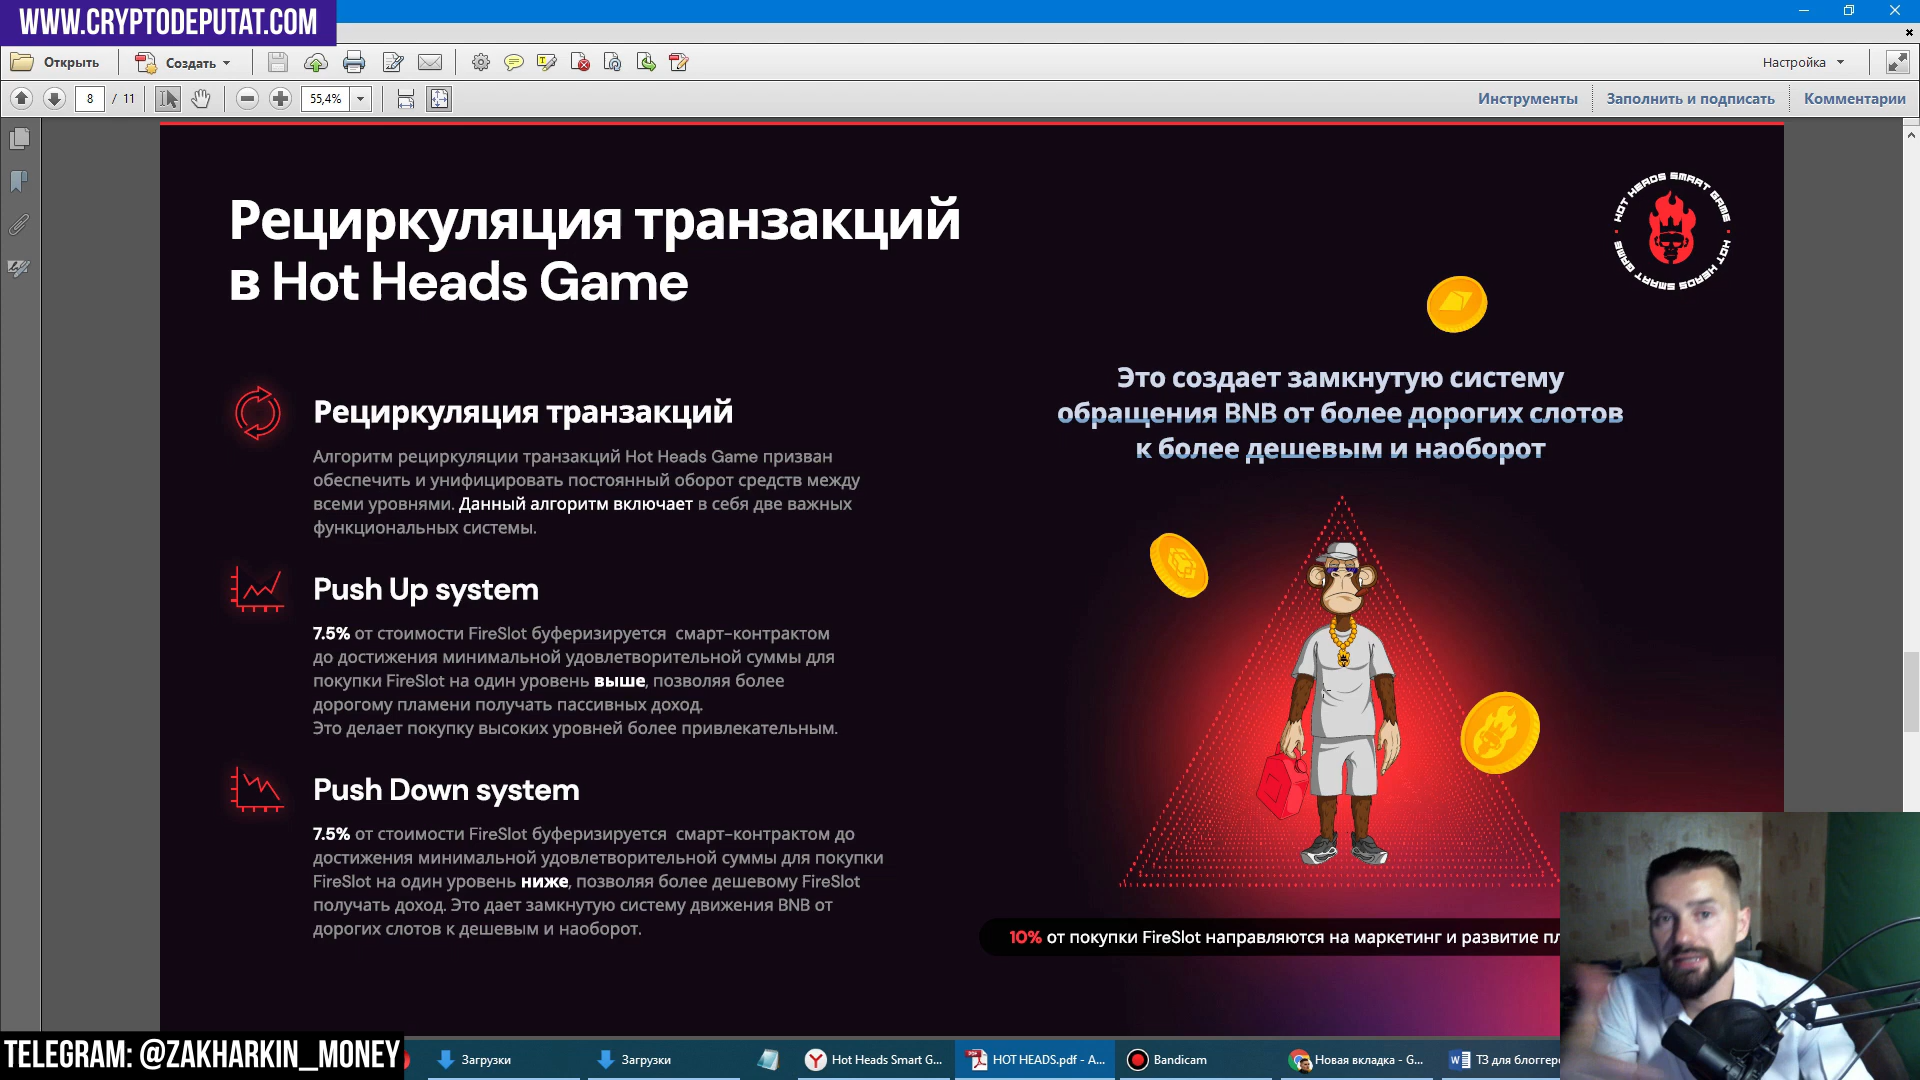 WWW.CRYPTODEPUTAT.COM
Открыть
Создать
Настройка
8 / 11
55,4%
Инструменты
Заполнить и подписать
Комментарии
Рециркуляция транзакций
в Hot Heads Game
HOT HEADS SMART GAME
HOT HEADS SMART GAME
Это создает замкнутую систему
обращения BNB от более дорогих слотов
к более дешевым и наоборот
Рециркуляция транзакций
Алгоритм рециркуляции транзакций Hot Heads Game призван
обеспечить и унифицировать постоянный оборот средств между
всеми уровнями. Данный алгоритм включает в себя две важных
функциональных системы.
Push Up system
7.5% от стоимости FireSlot буферизируется смарт-контрактом
до достижения минимальной удовлетворительной суммы для
покупки FireSlot на один уровень выше, позволяя более
дорогому пламени получать пассивных доход.
Это делает покупку высоких уровней более привлекательным.
Push Down system
7.5% от стоимости FireSlot буферизируется смарт-контрактом до
достижения минимальной удовлетворительной суммы для покупки
FireSlot на один уровень ниже, позволяя более дешевому FireSlot
получать доход. Это дает замкнутую систему движения BNB от
дорогих слотов к дешевым и наоборот.
10% от покупки FireSlot направляются на маркетинг и развитие пл
TELEGRAM: @ZAKHARKIN_MONEY
Загрузки
Загрузки
Hot Heads Smart G...
HOT HEADS.pdf - A...
Bandicam
Новая вкладка - G...
ТЗ для блоггеро